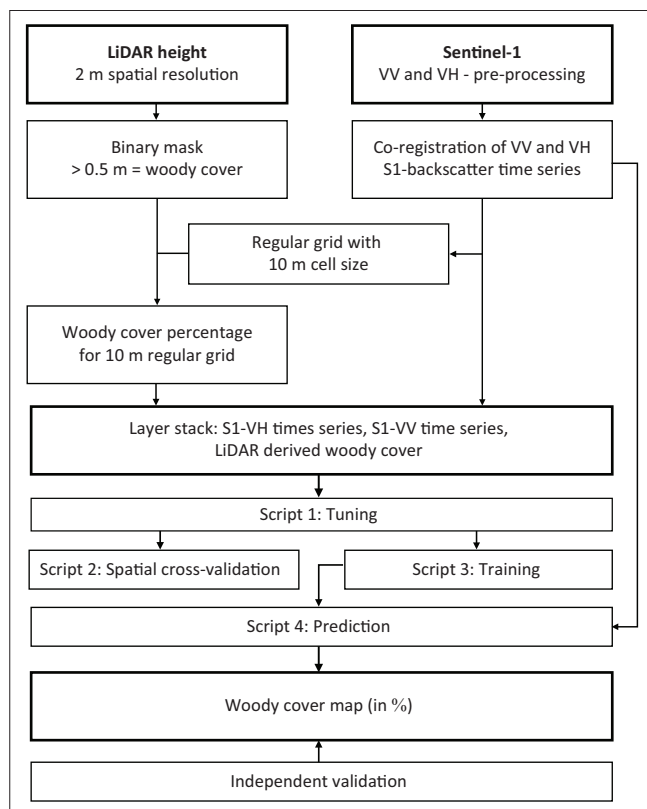 LiDAR height
2 m spatial resolution
Sentinel-1
VV and VH - pre-processing
Binary mask
> 0.5 m = woody cover
Co-registration of VV and VH
S1-backscatter time series
Regular grid with
10 m cell size
Woody cover percentage
for 10 m regular grid
Layer stack: S1-VH times series, S1-VV time series,
LiDAR derived woody cover
Script 1: Tuning
Script 2: Spatial cross-validation
Script 3: Training
Script 4: Prediction
Woody cover map (in %)
Independent validation